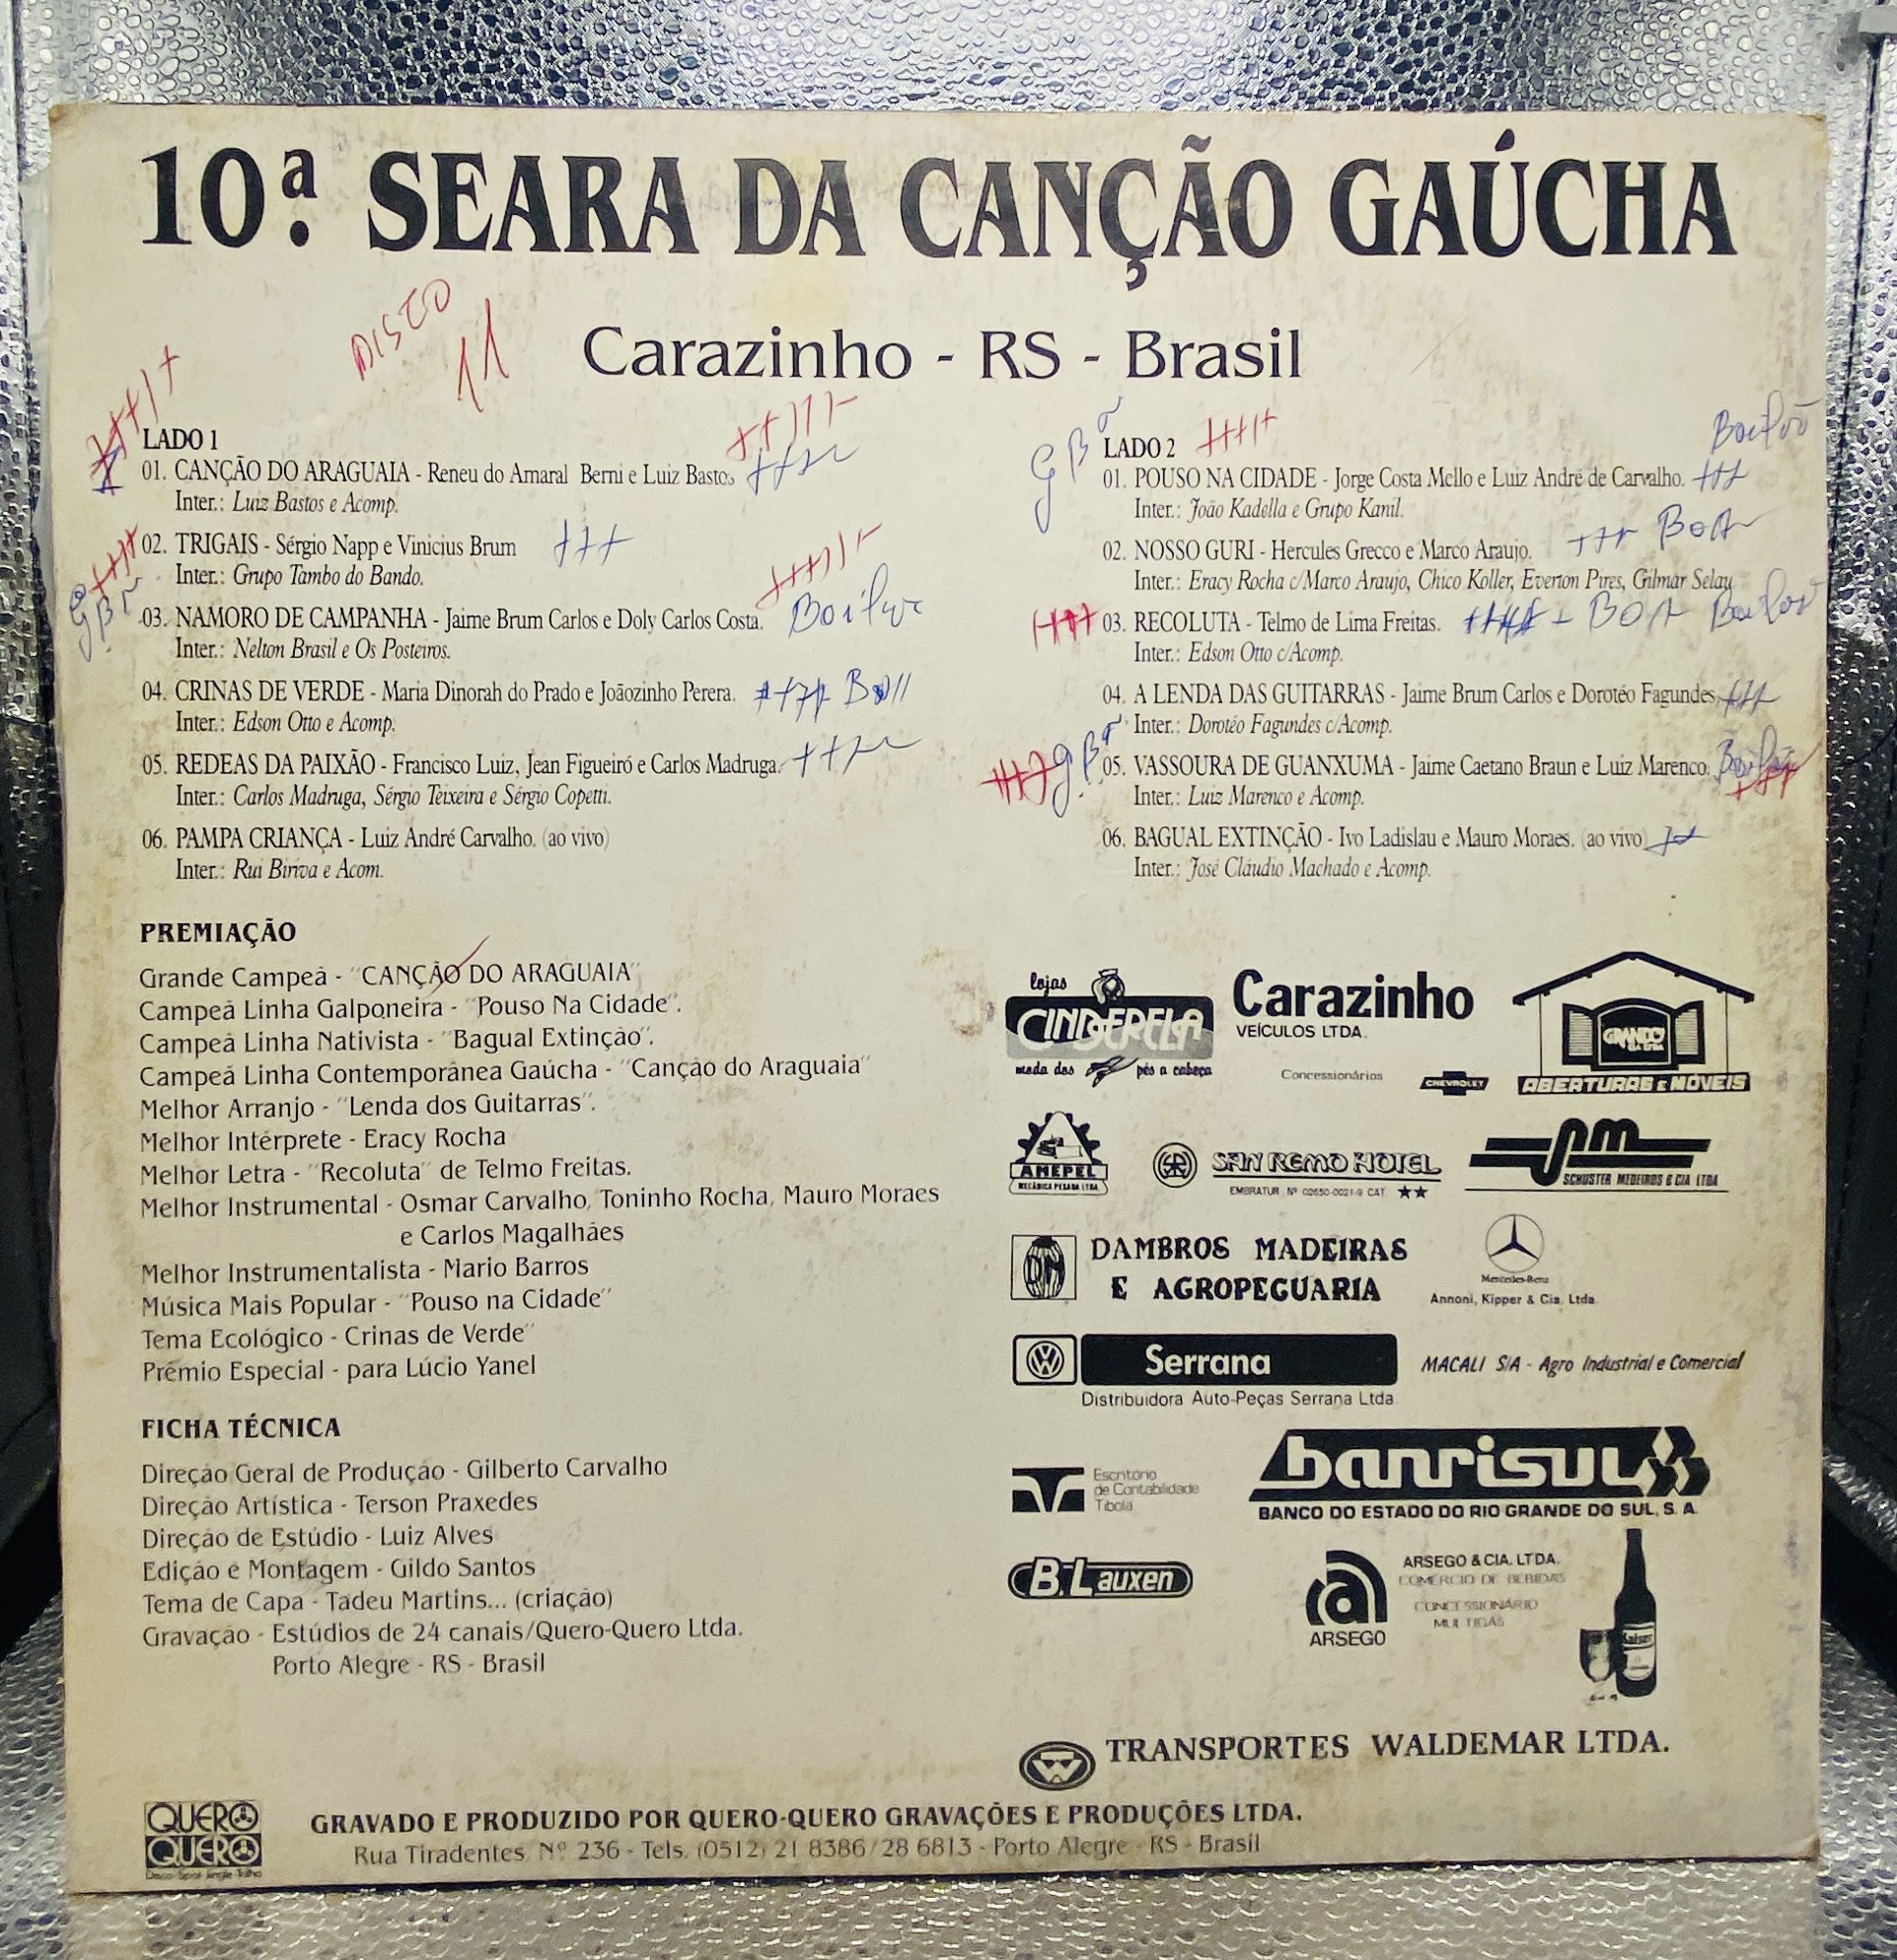 10ª. SEARA DA CANÇÃO GAÚCHA
DISCO 11
Carazinho - RS - Brasil
LADO 1
01. CANÇÃO DO ARAGUAIA - Reneu do Amaral Berni e Luiz Bastos
Inter.: Luiz Bastos e Acomp.
02. TRIGAIS - Sérgio Napp e Vinicius Brum
Inter.: Grupo Tambo do Bando.
03. NAMORO DE CAMPANHA - Jaime Brum Carlos e Doly Carlos Costa.
Inter.: Nelton Brasil e Os Posteiros.
04. CRINAS DE VERDE - Maria Dinorah do Prado e Joãozinho Perera.
Inter.: Edson Otto e Acomp.
05. REDEAS DA PAIXÃO - Francisco Luiz, Jean Figueiró e Carlos Madruga.
Inter.: Carlos Madruga, Sérgio Teixeira e Sérgio Copetti.
06. PAMPA CRIANÇA - Luiz André Carvalho. (ao vivo)
Inter.: Rui Biriva e Acom.
LADO 2
01. POUSO NA CIDADE - Jorge Costa Mello e Luiz André de Carvalho. +++
Inter.: João Kadella e Grupo Kanil.
02. NOSSO GURI - Hercules Grecco e Marco Araujo. +++ BOA
Inter.: Eracy Rocha c/Marco Araujo, Chico Koller, Everton Pires, Gilmar Selau
03. RECOLUTA - Telmo de Lima Freitas. BOA
Inter.: Edson Otto c/Acomp.
04. A LENDA DAS GUITARRAS - Jaime Brum Carlos e Dorotéo Fagundes.
Inter.: Dorotéo Fagundes c/Acomp.
05. VASSOURA DE GUANXUMA - Jaime Caetano Braun e Luiz Marenco.
Inter.: Luiz Marenco e Acomp.
06. BAGUAL EXTINÇÃO - Ivo Ladislau e Mauro Moraes. (ao vivo)
Inter.: José Cláudio Machado e Acomp.
PREMIAÇÃO
Grande Campeã - "CANÇÃO DO ARAGUAIA"
Campeã Linha Galponeira - "Pouso Na Cidade".
Campeã Linha Nativista - "Bagual Extinção".
Campeã Linha Contemporânea Gaúcha - "Canção do Araguaia"
Melhor Arranjo - "Lenda dos Guitarras".
Melhor Intérprete - Eracy Rocha
Melhor Letra - "Recoluta" de Telmo Freitas.
Melhor Instrumental - Osmar Carvalho, Toninho Rocha, Mauro Moraes
e Carlos Magalhães
Melhor Instrumentalista - Mario Barros
Música Mais Popular - "Pouso na Cidade"
Tema Ecológico - Crinas de Verde"
Prêmio Especial - para Lúcio Yanel
FICHA TÉCNICA
Direção Geral de Produção - Gilberto Carvalho
Direção Artística - Terson Praxedes
Direção de Estúdio - Luiz Alves
Edição e Montagem - Gildo Santos
Tema de Capa - Tadeu Martins... (criação)
Gravação - Estúdios de 24 canais/Quero-Quero Ltda.
Porto Alegre - RS - Brasil
lojas
CINDERELA
moda dos pés a cabeça
Carazinho
VEÍCULOS LTDA.
Concessionários
CHEVROLET
GRANDO
ABERTURAS E MÓVEIS
AMEPEL
MECÂNICA PESADA LTDA.
SAN REMO HOTEL
EMBRATUR Nº 02650-0021-9 CAT. ★★
SM
SCHUSTER MEDEIROS & CIA LTDA
DM
DAMBROS MADEIRAS
E AGROPECUARIA
Mercedes-Benz
Annoni, Kipper & Cia. Ltda.
Serrana
Distribuidora Auto-Peças Serrana Ltda
MACALI S/A - Agro Industrial e Comercial
Escritório
de Contabilidade
Tibola
banrisul
BANCO DO ESTADO DO RIO GRANDE DO SUL, S. A.
B. Lauxen
ARSEGO
ARSEGO & CIA. LTDA.
COMÉRCIO DE BEBIDAS
CONCESSIONÁRIO
MULTIGÁS
Kaiser
TRANSPORTES WALDEMAR LTDA.
QUERO
QUERO
GRAVADO E PRODUZIDO POR QUERO-QUERO GRAVAÇÕES E PRODUÇÕES LTDA.
Rua Tiradentes, Nº 236 - Tels. (0512) 21 8386/28 6813 - Porto Alegre - RS - Brasil